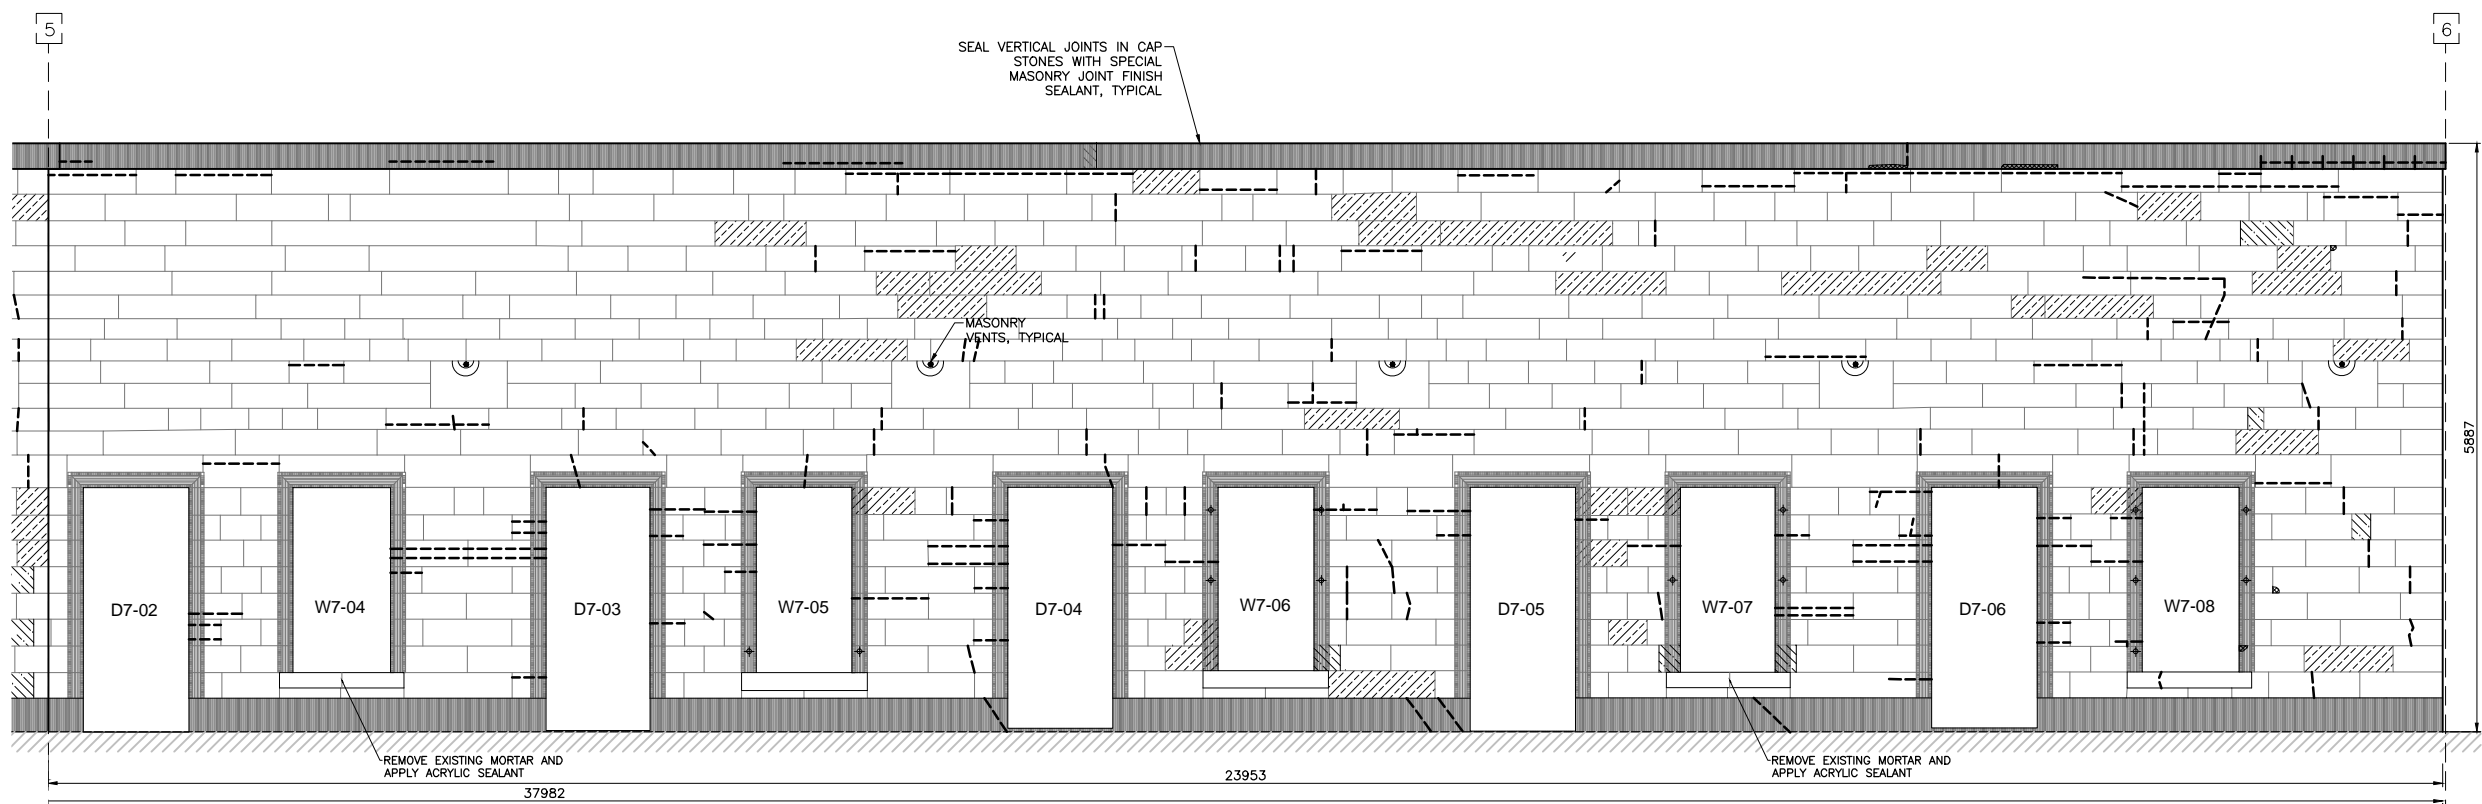 5
6
SEAL VERTICAL JOINTS IN CAP
STONES WITH SPECIAL
MASONRY JOINT FINISH
SEALANT, TYPICAL
MASONRY
VENTS, TYPICAL
5887
D7-02
W7-04
D7-03
W7-05
D7-04
W7-06
D7-05
W7-07
D7-06
W7-08
REMOVE EXISTING MORTAR AND
APPLY ACRYLIC SEALANT
REMOVE EXISTING MORTAR AND
APPLY ACRYLIC SEALANT
23953
37982